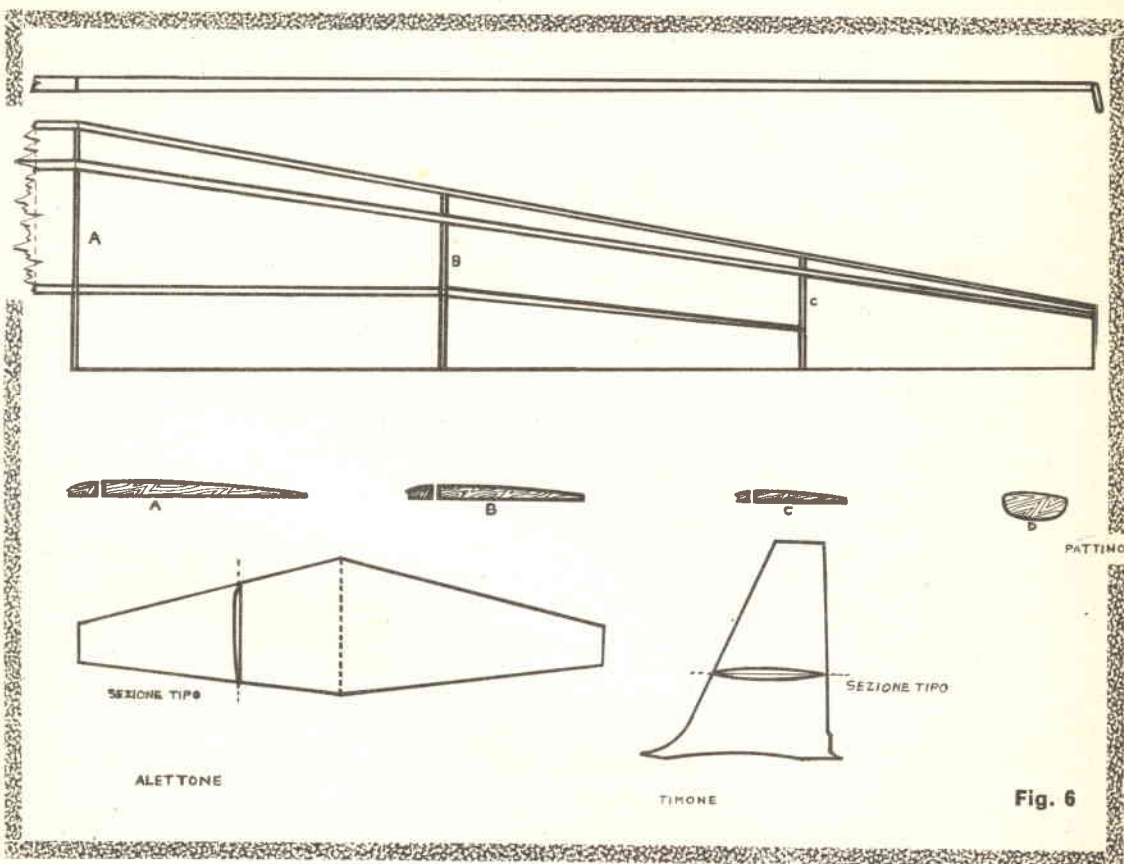 A
B
C
A
B
C
D
PATTINO
SEZIONE TIPO
SEZIONE TIPO
ALETTONE
TIMONE
Fig. 6